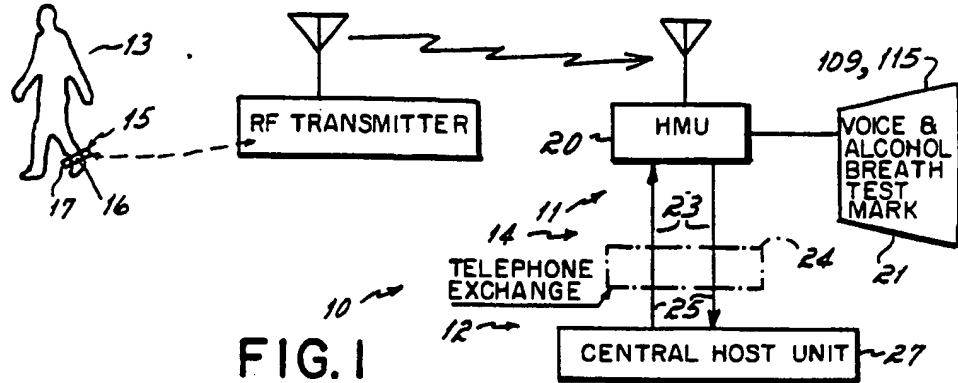 13
15
17
16
RF TRANSMITTER
20
HMU
109, 115
VOICE &
ALCOHOL
BREATH
TEST
MARK
21
11
14
23
24
TELEPHONE
EXCHANGE
10
12
25
CENTRAL HOST UNIT
27
FIG. 1